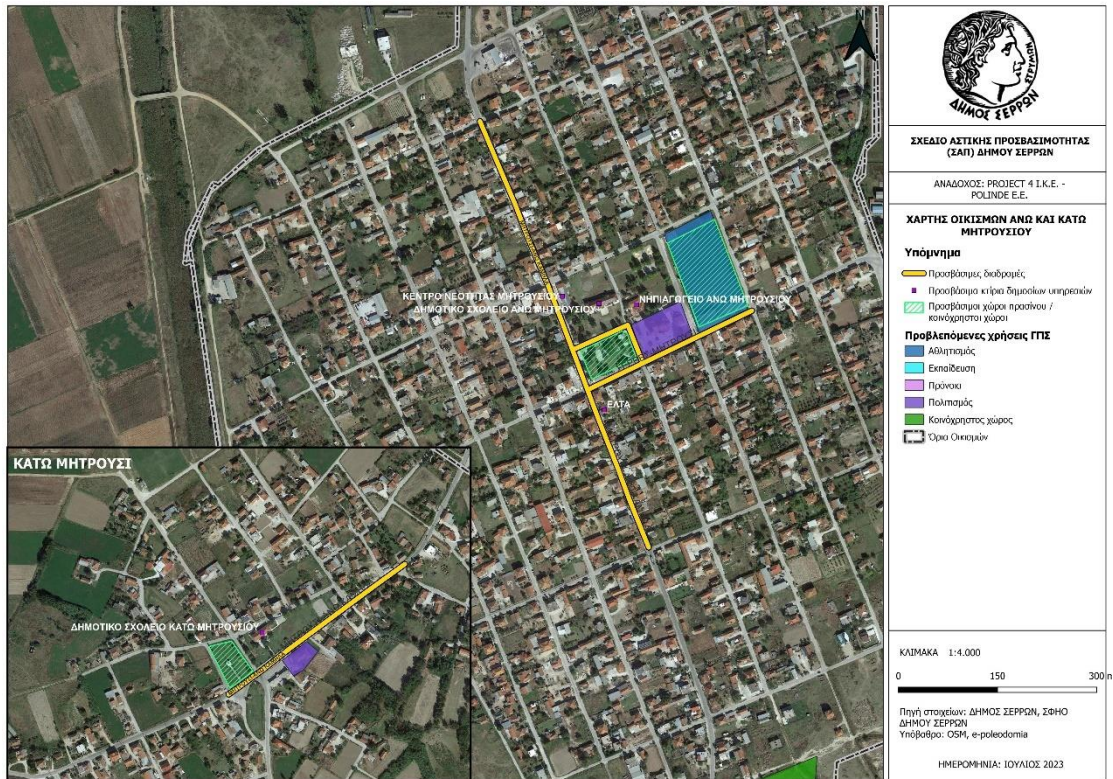 ΚΕΝΤΡΟ ΝΕΟΤΗΤΑΣ ΜΗΤΡΟΥΣΙΟΥ
ΔΗΜΟΤΙΚΟ ΣΧΟΛΕΙΟ ΑΝΩ ΜΗΤΡΟΥΣΙΟΥ
ΝΗΠΙΑΓΩΓΕΙΟ ΑΝΩ ΜΗΤΡΟΥΣΙΟΥ
ΕΛΤΑ
ΚΑΤΩ ΜΗΤΡΟΥΣΙ
ΔΗΜΟΤΙΚΟ ΣΧΟΛΕΙΟ ΚΑΤΩ ΜΗΤΡΟΥΣΙΟΥ
ΔΗΜΟΣ ΣΕΡΡΩΝ
ΣΤΡΥΜΩΝ
ΣΧΕΔΙΟ ΑΣΤΙΚΗΣ ΠΡΟΣΒΑΣΙΜΟΤΗΤΑΣ
(ΣΑΠ) ΔΗΜΟΥ ΣΕΡΡΩΝ
ΑΝΑΔΟΧΟΣ: PROJECT 4 Ι.Κ.Ε. -
POLINDE Ε.Ε.
ΧΑΡΤΗΣ ΟΙΚΙΣΜΩΝ ΑΝΩ ΚΑΙ ΚΑΤΩ
ΜΗΤΡΟΥΣΙΟΥ
Υπόμνημα
Προσβάσιμες διαδρομές
Προσβάσιμα κτίρια δημοσίων υπηρεσιών
Προσβάσιμοι χώροι πρασίνου /
κοινόχρηστοι χώροι
Προβλεπόμενες χρήσεις ΓΠΣ
Αθλητισμός
Εκπαίδευση
Πρόνοια
Πολιτισμός
Κοινόχρηστος χώρος
Όρια Οικισμών
ΚΛΙΜΑΚΑ 1:4.000
0 150 300 m
Πηγή στοιχείων: ΔΗΜΟΣ ΣΕΡΡΩΝ, ΣΦΗΟ
ΔΗΜΟΥ ΣΕΡΡΩΝ
Υπόβαθρο: OSM, e-poleodomia
ΗΜΕΡΟΜΗΝΙΑ: ΙΟΥΛΙΟΣ 2023